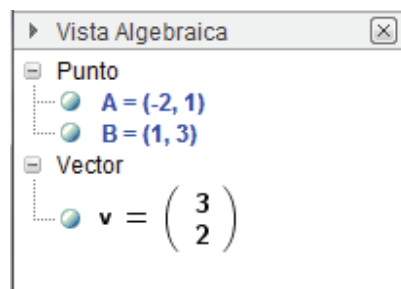 Vista Algebraica
Punto
A = (-2, 1)
B = (1, 3)
Vector
v = ( 3
2 )